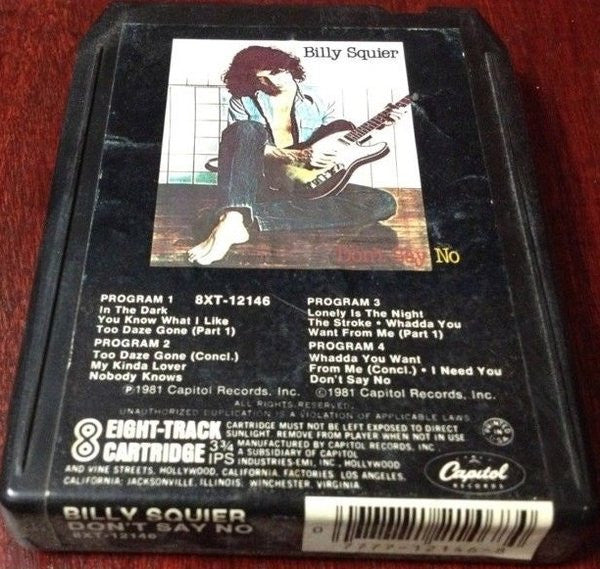 Billy Squier
Don't Say No
PROGRAM 1 8XT-12146
In The Dark
You Know What I Like
Too Daze Gone (Part 1)
PROGRAM 2
Too Daze Gone (Concl.)
My Kinda Lover
Nobody Knows
PROGRAM 3
Lonely Is The Night
The Stroke • Whadda You
Want From Me (Part 1)
PROGRAM 4
Whadda You Want
From Me (Concl.) • I Need You
Don't Say No
℗1981 Capitol Records, Inc. ©1981 Capitol Records, Inc.
ALL RIGHTS RESERVED.
UNAUTHORIZED DUPLICATION IS A VIOLATION OF APPLICABLE LAWS
8 EIGHT-TRACK CARTRIDGE 3¾ IPS
CARTRIDGE MUST NOT BE LEFT EXPOSED TO DIRECT
SUNLIGHT. REMOVE FROM PLAYER WHEN NOT IN USE
MANUFACTURED BY CAPITOL RECORDS, INC.
A SUBSIDIARY OF CAPITOL
INDUSTRIES-EMI, INC., HOLLYWOOD
AND VINE STREETS, HOLLYWOOD, CALIFORNIA. FACTORIES: LOS ANGELES,
CALIFORNIA; JACKSONVILLE, ILLINOIS; WINCHESTER, VIRGINIA.
Capitol
RECORDS
BILLY SQUIER
DON'T SAY NO
8XT-12146
0 7777-12146-8